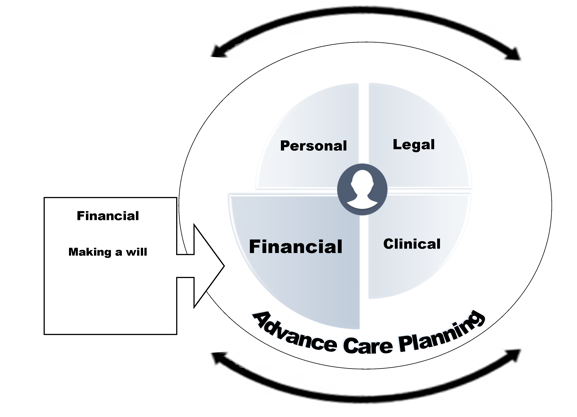 Personal
Legal
Financial
Making a will
Financial
Clinical
Advance Care Planning